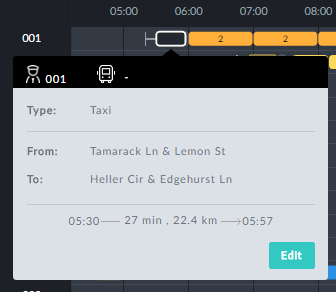 05:00 06:00 07:00 08:00
001 2 2
001 -
Type: Taxi
From: Tamarack Ln & Lemon St
To: Heller Cir & Edgehurst Ln
05:30 27 min , 22.4 km 05:57
Edit
002